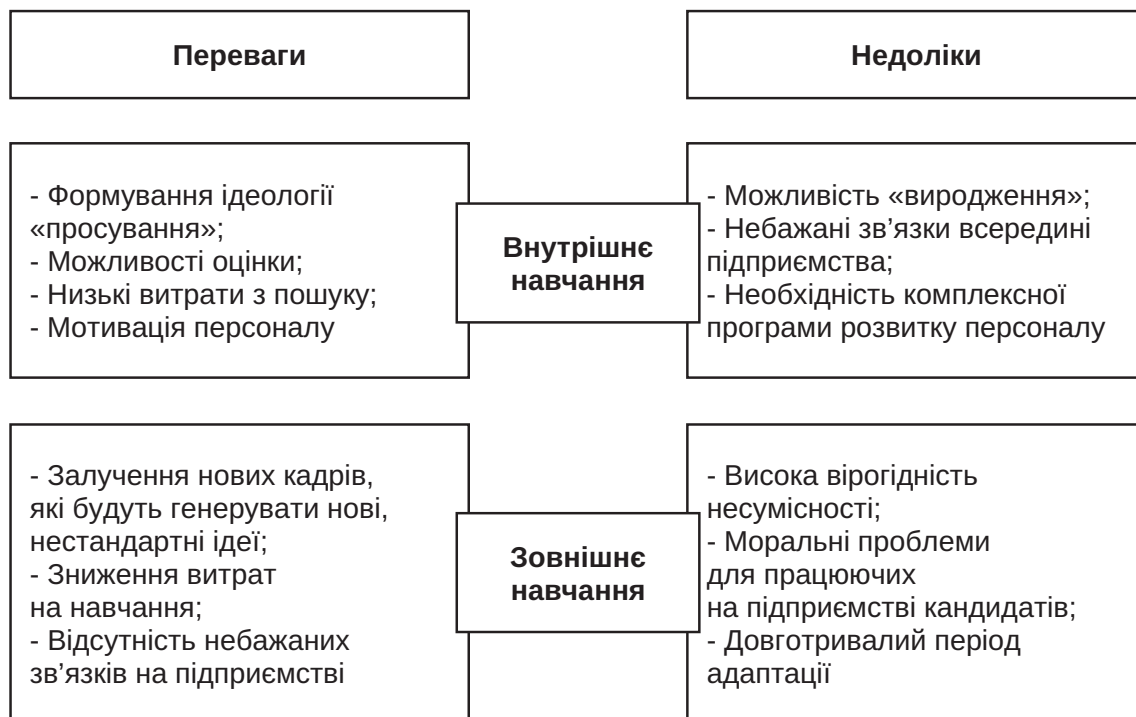 Переваги
Недоліки
- Формування ідеології
«просування»;
- Можливості оцінки;
- Низькі витрати з пошуку;
- Мотивація персоналу
Внутрішнє
навчання
- Можливість «виродження»;
- Небажані зв’язки всередині
підприємства;
- Необхідність комплексної
програми розвитку персоналу
- Залучення нових кадрів,
які будуть генерувати нові,
нестандартні ідеї;
- Зниження витрат
на навчання;
- Відсутність небажаних
зв’язків на підприємстві
Зовнішнє
навчання
- Висока вірогідність
несумісності;
- Моральні проблеми
для працюючих
на підприємстві кандидатів;
- Довготривалий період
адаптації